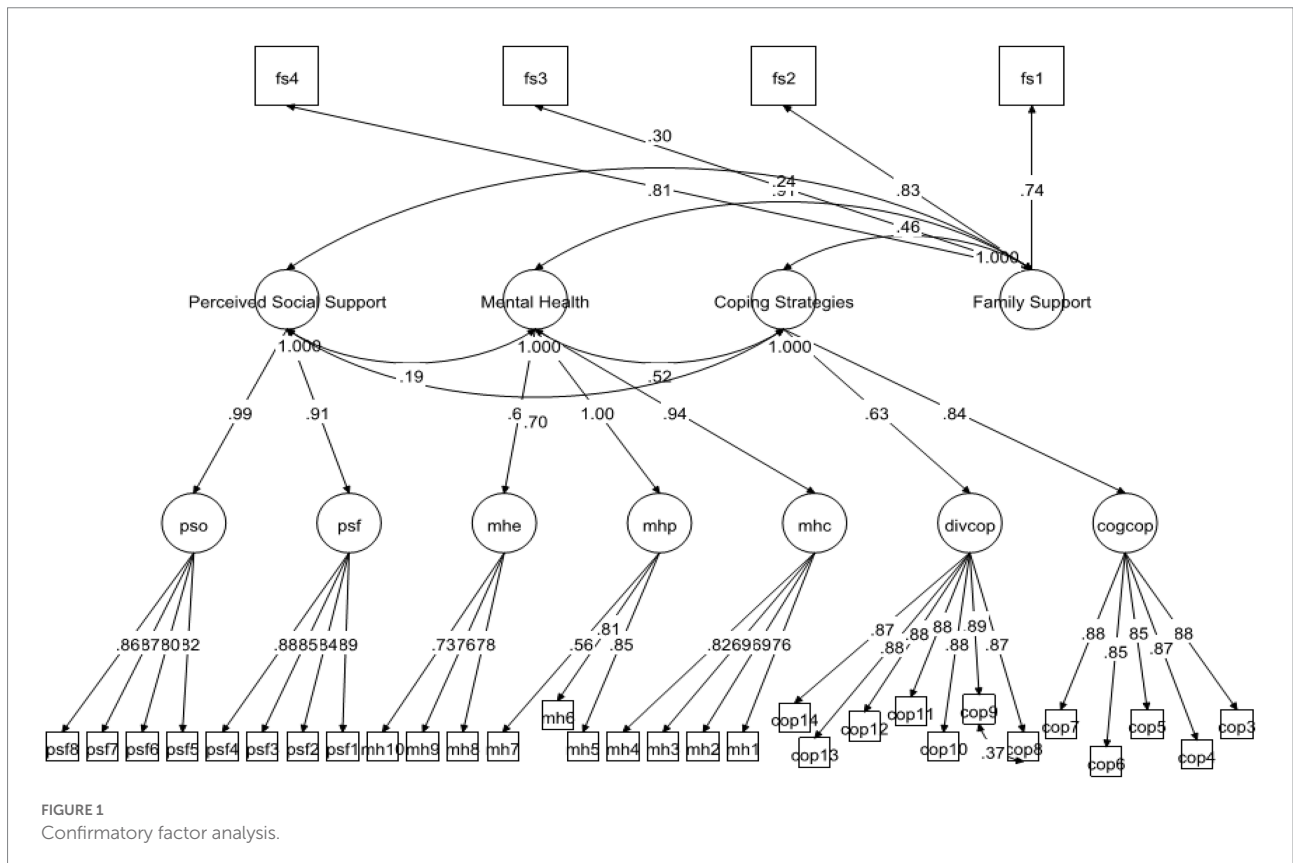 fs4 fs3 fs2 fs1
.30
.24
.81 .83 .74
.46
1.000
Perceived Social Support Mental Health Coping Strategies Family Support
1.000 1.000 1.000
.19 .52
.99 .91 .6 .70 1.00 .94 .63 .84
pso psf mhe mhp mhc divcop cogcop
.87 .88 .88 .88 .88 .89 .87
.88 .85 .85 .87 .88
.56 .81 .85
psf8 psf7 psf6 psf5 psf4 psf3 psf2 psf1 mh10 mh9 mh8 mh7 mh6 mh5 mh4 mh3 mh2 mh1 cop14 cop13 cop12 cop11 cop10 cop9 cop8 cop7 cop6 cop5 cop4 cop3
.37
FIGURE 1
Confirmatory factor analysis.